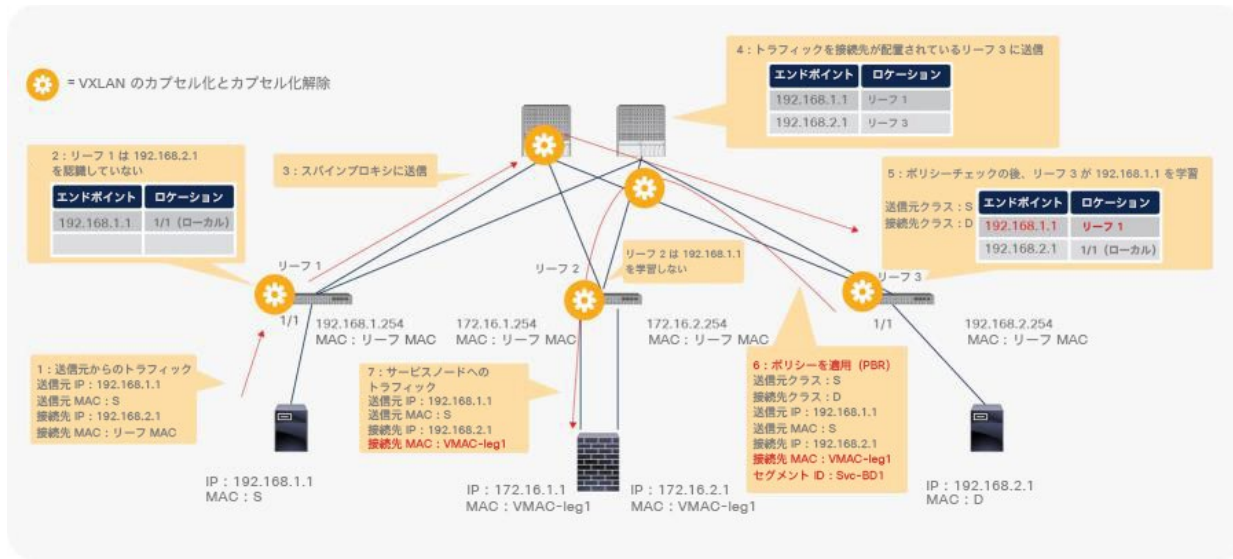 = VXLAN のカプセル化とカプセル化解除
4：トラフィックを接続先が配置されているリーフ 3 に送信
エンドポイント ロケーション
192.168.1.1 リーフ 1
192.168.2.1 リーフ 3
2：リーフ 1 は 192.168.2.1
を認識していない
エンドポイント ロケーション
192.168.1.1 1/1（ローカル）
3：スパインプロキシに送信
5：ポリシーチェックの後、リーフ 3 が 192.168.1.1 を学習
送信元クラス：S
接続先クラス：D
エンドポイント ロケーション
192.168.1.1 リーフ 1
192.168.2.1 1/1（ローカル）
リーフ 1
リーフ 2
リーフ 2 は 192.168.1.1
を学習しない
リーフ 3
1/1
192.168.1.254
MAC：リーフ MAC
172.16.1.254
MAC：リーフ MAC
172.16.2.254
MAC：リーフ MAC
1/1
192.168.2.254
MAC：リーフ MAC
1：送信元からのトラフィック
送信元 IP：192.168.1.1
送信元 MAC：S
接続先 IP：192.168.2.1
接続先 MAC：リーフ MAC
7：サービスノードへの
トラフィック
送信元 IP：192.168.1.1
送信元 MAC：S
接続先 IP：192.168.2.1
接続先 MAC：VMAC-leg1
6：ポリシーを適用（PBR）
送信元クラス：S
接続先クラス：D
送信元 IP：192.168.1.1
送信元 MAC：S
接続先 IP：192.168.2.1
接続先 MAC：VMAC-leg1
セグメント ID：Svc-BD1
IP：192.168.1.1
MAC：S
IP：172.16.1.1
MAC：VMAC-leg1
IP：172.16.2.1
MAC：VMAC-leg1
IP：192.168.2.1
MAC：D